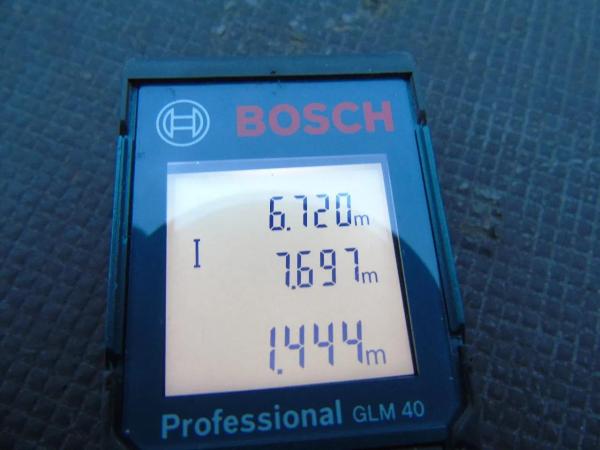 BOSCH
6.720m
I
7.697m
1.444m
Professional GLM 40